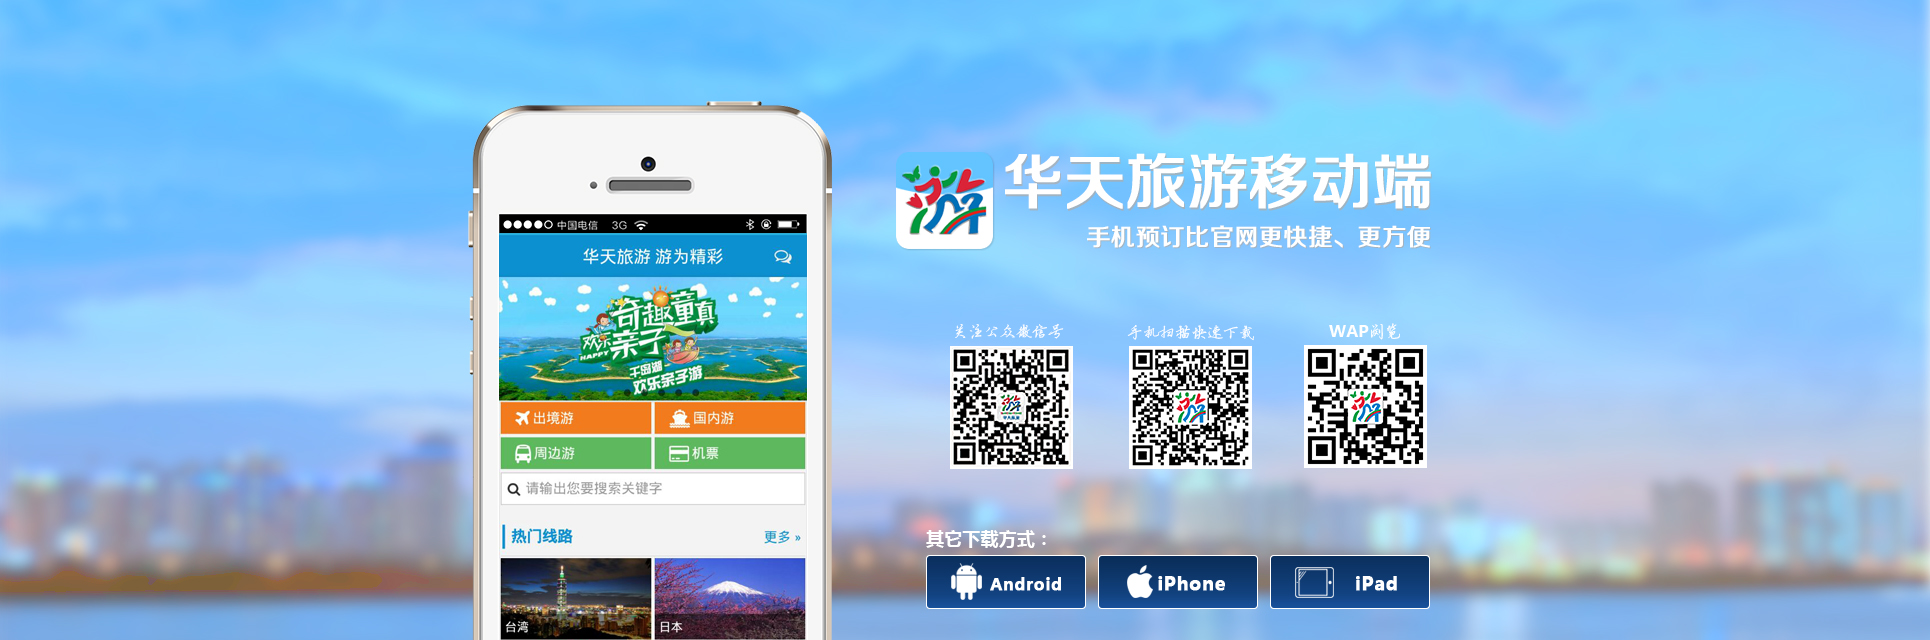 中国电信 3G
华天旅游 游为精彩
奇趣童真
欢乐亲子
HAPPY
千岛湖
欢乐亲子游
出境游
国内游
周边游
机票
请输出您要搜索关键字
热门线路
更多 »
台湾
日本
游
华天旅游移动端
手机预订比官网更快捷、更方便
关注公众微信号
手机扫描快速下载
WAP浏览
华天旅游
其它下载方式：
Android
iPhone
iPad